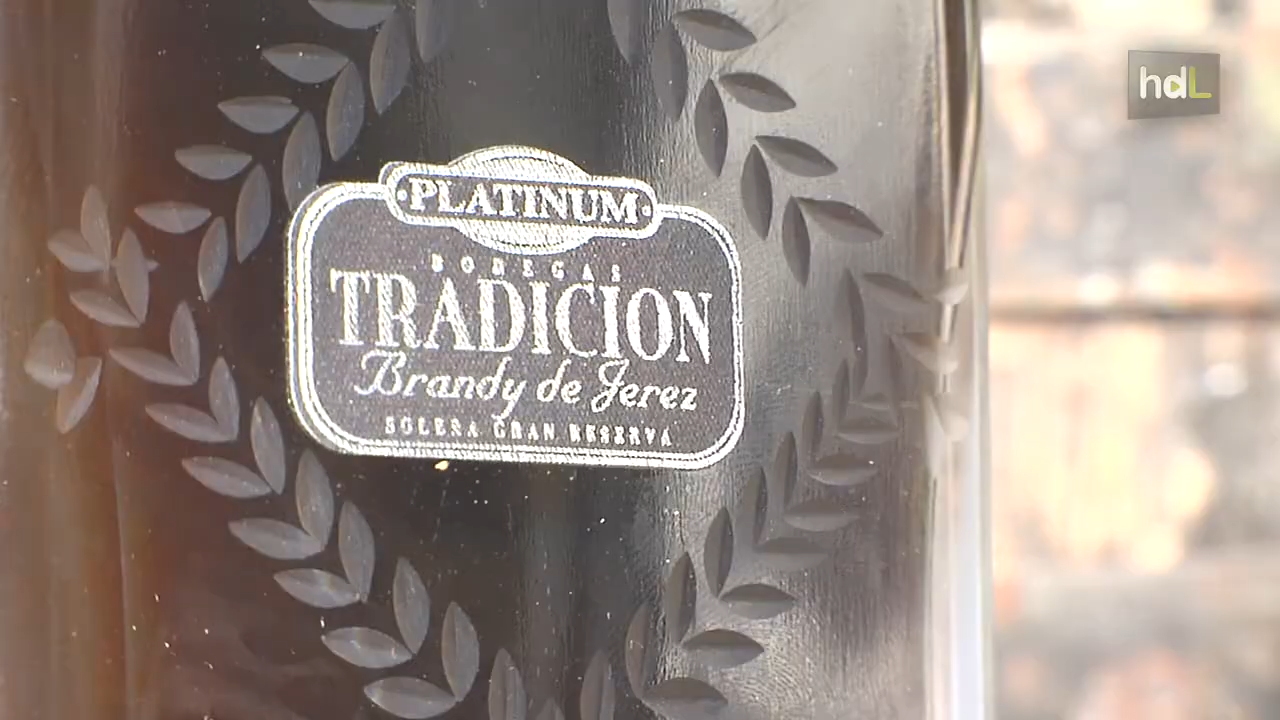 hdL
PLATINUM
BODEGAS
TRADICION
Brandy de Jerez
SOLERA GRAN RESERVA